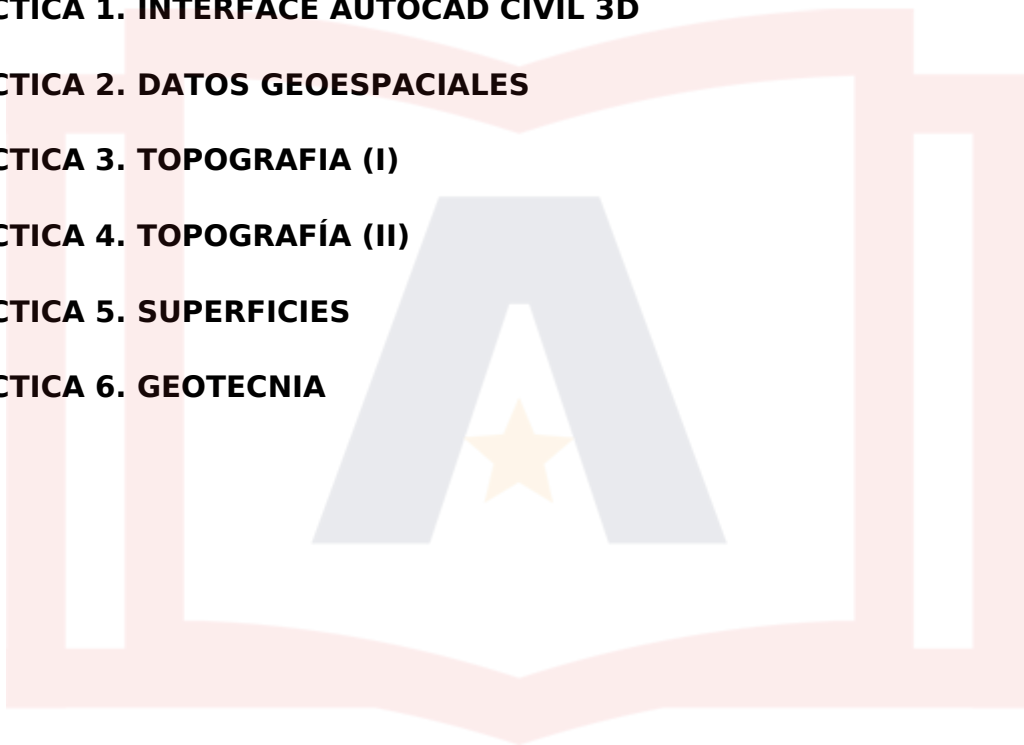 CTICA 1. INTERFACE AUTOCAD CIVIL 3D
CTICA 2. DATOS GEOESPACIALES
CTICA 3. TOPOGRAFIA (I)
CTICA 4. TOPOGRAFÍA (II)
CTICA 5. SUPERFICIES
CTICA 6. GEOTECNIA